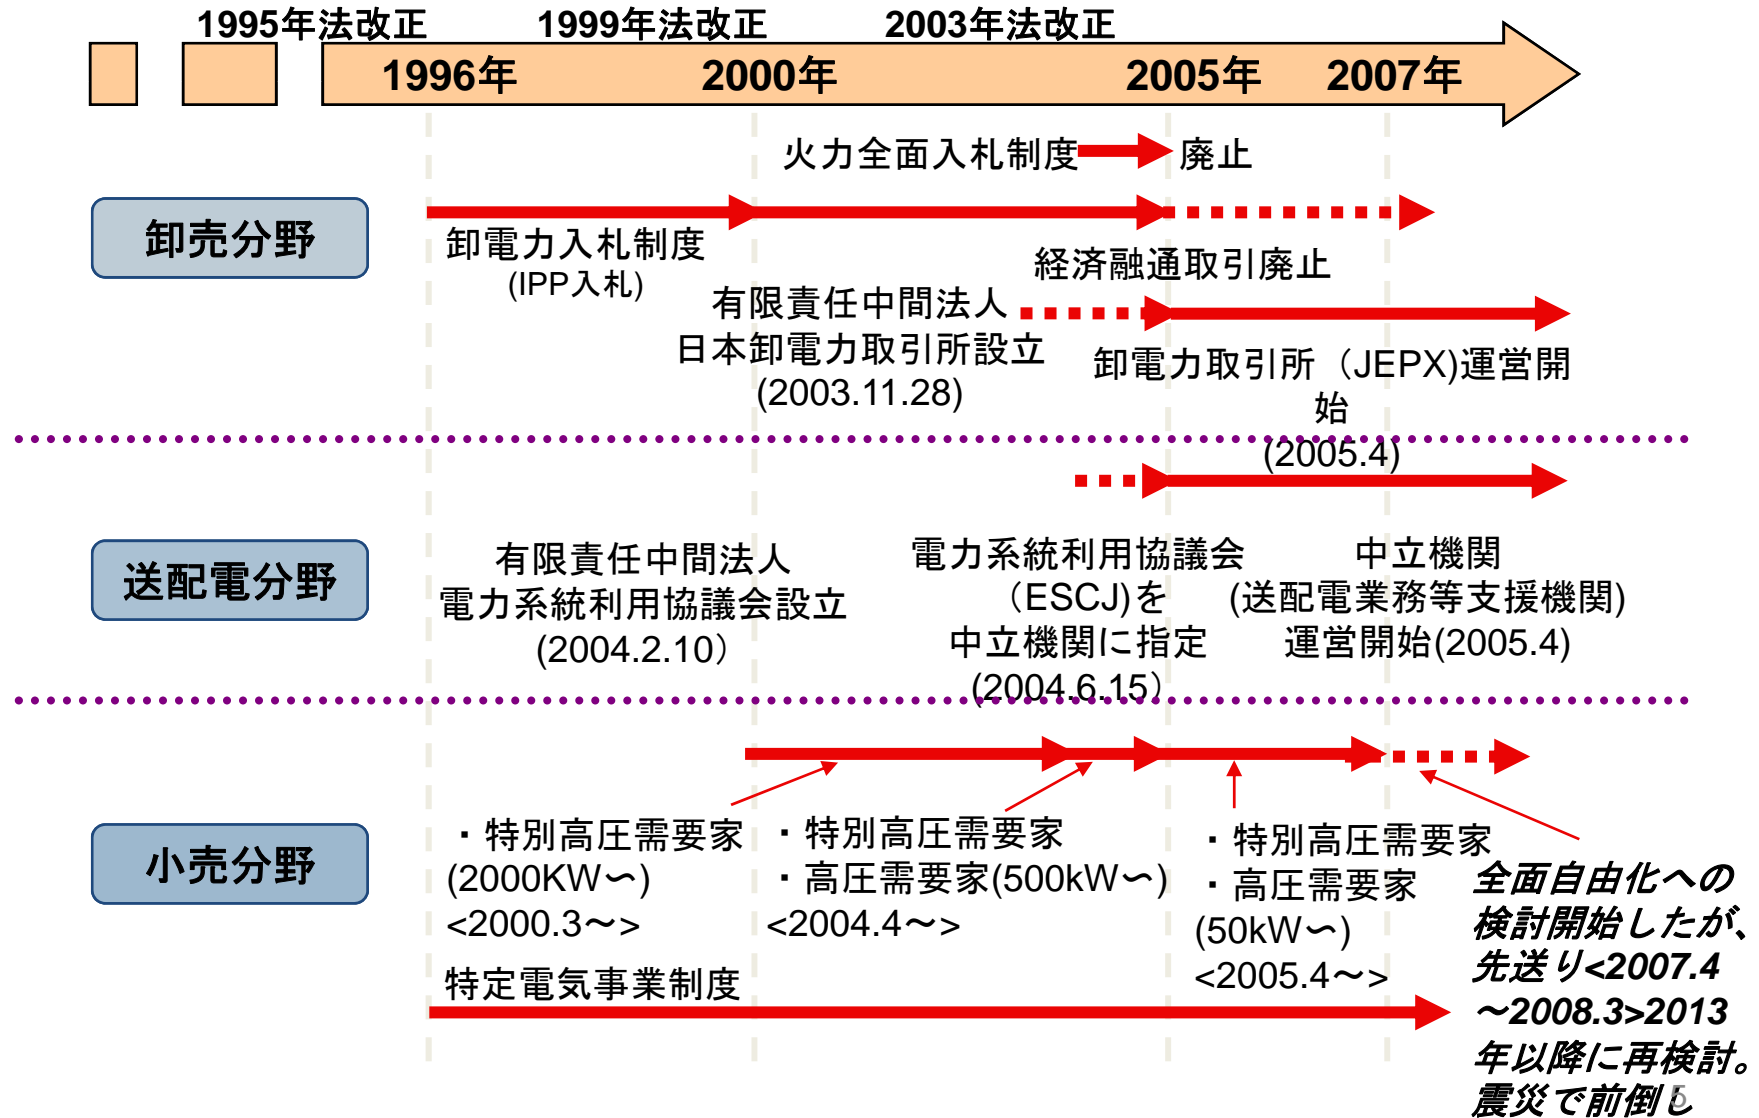 1995年法改正
1999年法改正
2003年法改正
1996年
2000年
2005年
2007年
火力全面入札制度
廃止
卸売分野
卸電力入札制度
(IPP入札)
経済融通取引廃止
有限責任中間法人
日本卸電力取引所設立
(2003.11.28)
卸電力取引所（JEPX)運営開
始
(2005.4)
送配電分野
有限責任中間法人
電力系統利用協議会設立
(2004.2.10）
電力系統利用協議会
（ESCJ)を
中立機関に指定
(2004.6.15）
中立機関
(送配電業務等支援機関)
運営開始(2005.4)
小売分野
・特別高圧需要家
(2000KW～)
<2000.3～>
・特別高圧需要家
・高圧需要家(500kW～)
<2004.4～>
・特別高圧需要家
・高圧需要家
(50kW～)
<2005.4～>
特定電気事業制度
全面自由化への
検討開始したが、
先送り<2007.4
～2008.3>2013
年以降に再検討。
震災で前倒し
5